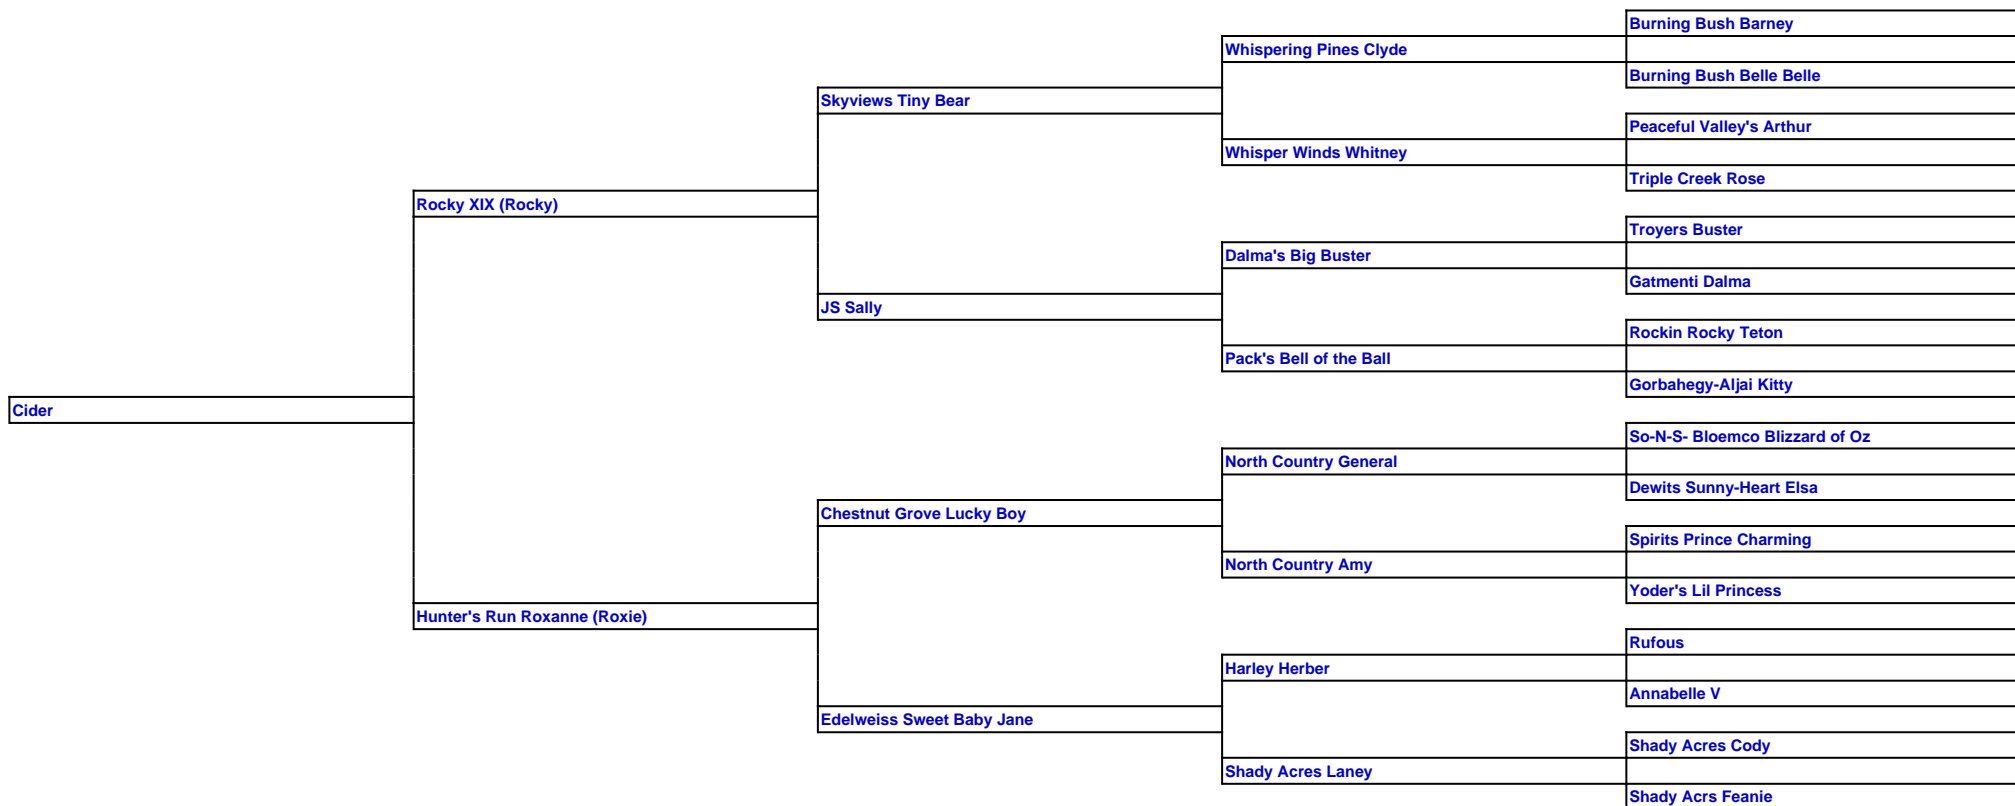 Burning Bush Barney
Whispering Pines Clyde
Burning Bush Belle Belle
Skyviews Tiny Bear
Peaceful Valley's Arthur
Whisper Winds Whitney
Triple Creek Rose
Rocky XIX (Rocky)
Troyers Buster
Dalma's Big Buster
Gatmenti Dalma
JS Sally
Rockin Rocky Teton
Pack's Bell of the Ball
Gorbahegy-Aljai Kitty
Cider
So-N-S- Bloemco Blizzard of Oz
North Country General
Dewits Sunny-Heart Elsa
Chestnut Grove Lucky Boy
Spirits Prince Charming
North Country Amy
Yoder's Lil Princess
Hunter's Run Roxanne (Roxie)
Rufous
Harley Herber
Annabelle V
Edelweiss Sweet Baby Jane
Shady Acres Cody
Shady Acres Laney
Shady Acrs Feanie